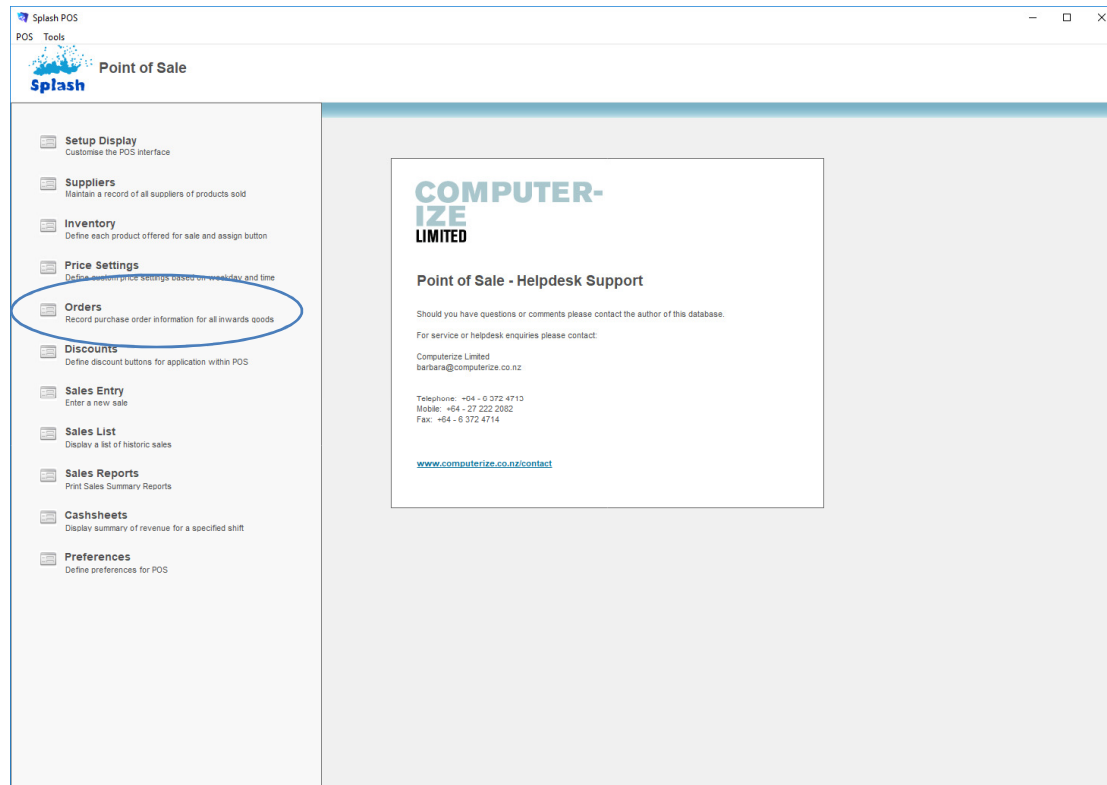 Splash POS
POS Tools
Splash
Point of Sale
Setup Display
Customise the POS interface
Suppliers
Maintain a record of all suppliers of products sold
Inventory
Define each product offered for sale and assign button
Price Settings
Define custom price settings based on weekday and time
Orders
Record purchase order information for all inwards goods
Discounts
Define discount buttons for application within POS
Sales Entry
Enter a new sale
Sales List
Display a list of historic sales
Sales Reports
Print Sales Summary Reports
Cashsheets
Display summary of revenue for a specified shift
Preferences
Define preferences for POS
COMPUTER-
IZE
LIMITED
Point of Sale - Helpdesk Support
Should you have questions or comments please contact the author of this database.
For service or helpdesk enquiries please contact:
Computerize Limited
barbara@computerize.co.nz
Telephone: +64 - 6 372 4713
Mobile: +64 - 27 222 2082
Fax: +64 - 6 372 4714
www.computerize.co.nz/contact